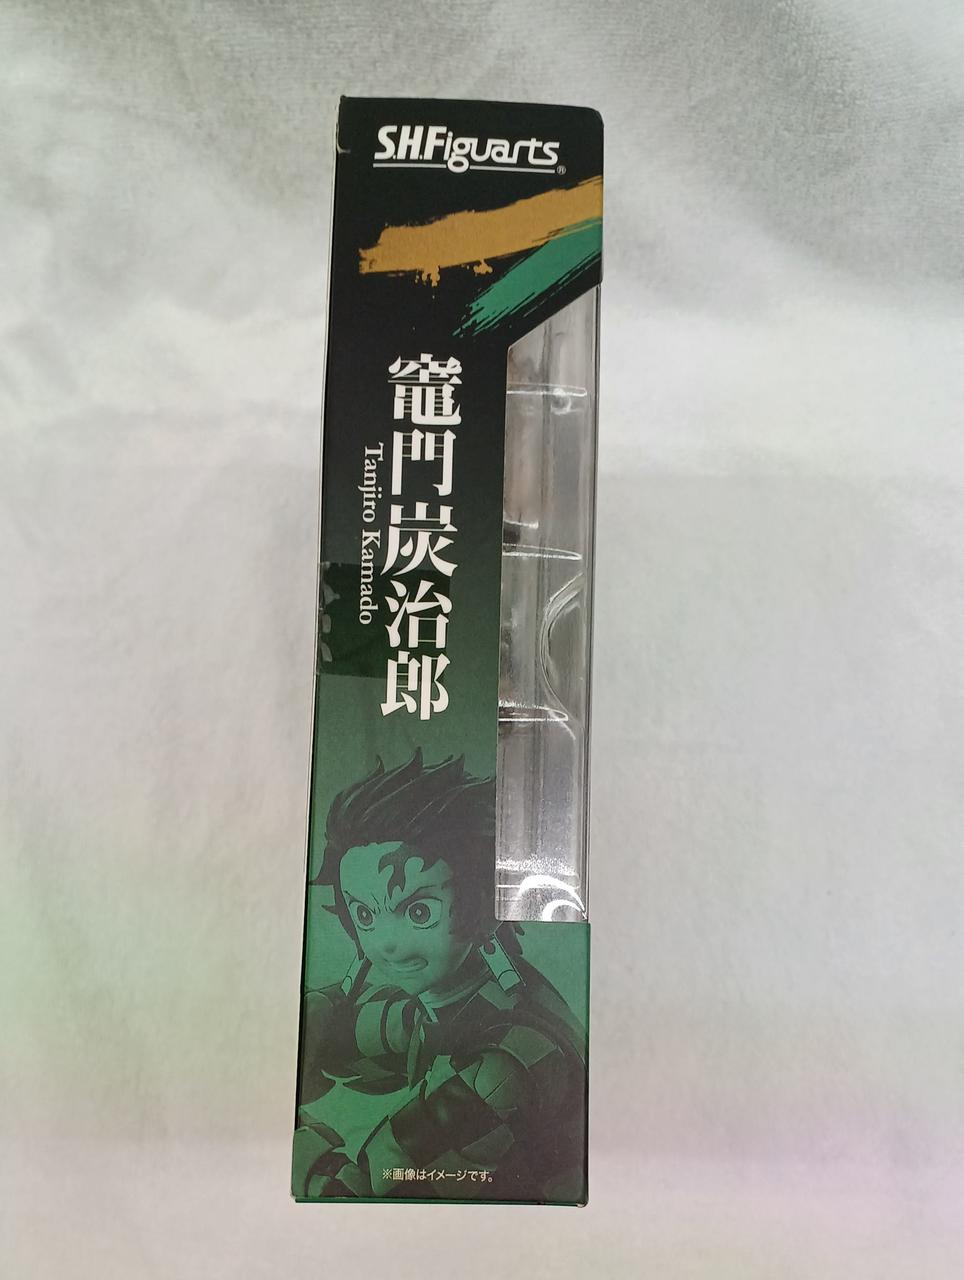 S.H.Figuarts®
竈門炭治郎
Tanjiro Kamado
※画像はイメージです。